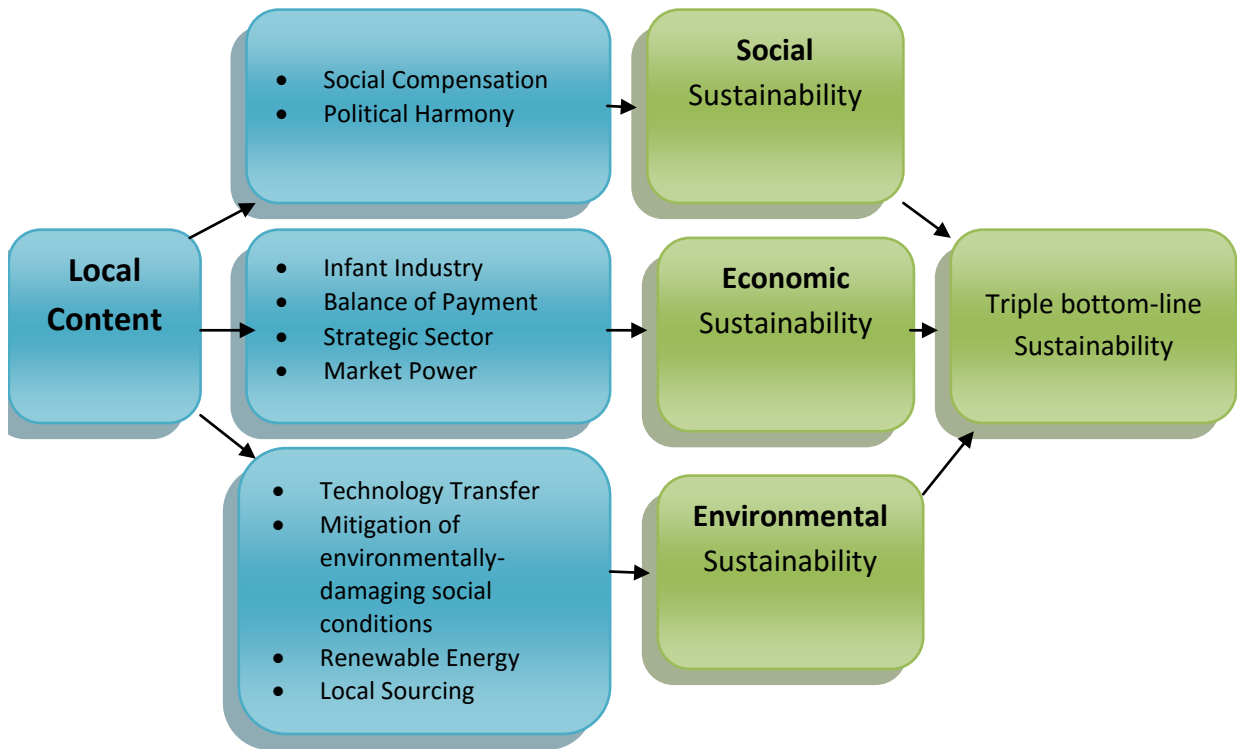 Local
Content
• Social Compensation
• Political Harmony
Social
Sustainability
• Infant Industry
• Balance of Payment
• Strategic Sector
• Market Power
Economic
Sustainability
• Technology Transfer
• Mitigation of
environmentally-
damaging social
conditions
• Renewable Energy
• Local Sourcing
Environmental
Sustainability
Triple bottom-line
Sustainability